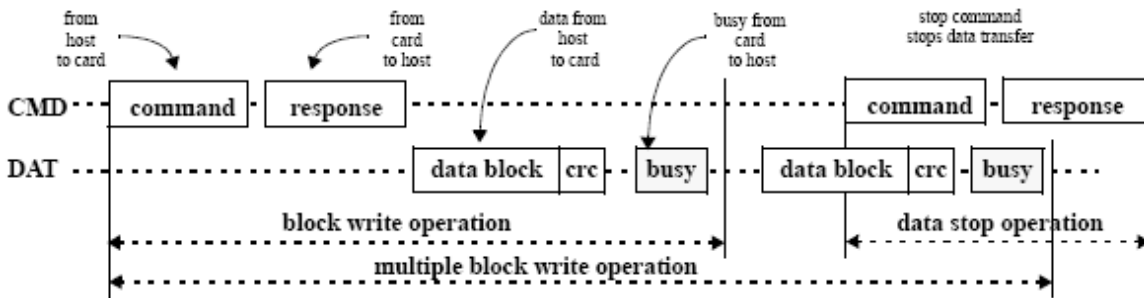 from
host
to card
from
card
to host
data from
host
to card
busy from
card
to host
stop command
stops data transfer
CMD command response command response
DAT data block crc busy data block crc busy
block write operation data stop operation
multiple block write operation